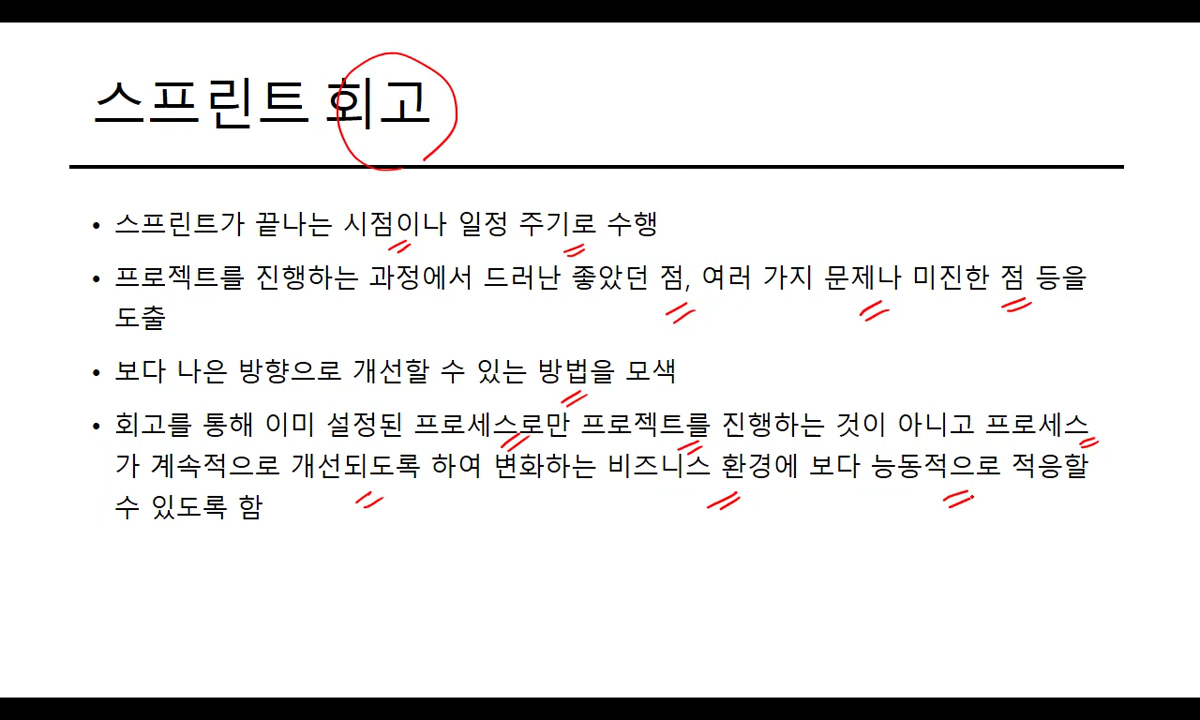 스프린트 회고
• 스프린트가 끝나는 시점이나 일정 주기로 수행
• 프로젝트를 진행하는 과정에서 드러난 좋았던 점, 여러 가지 문제나 미진한 점 등을
도출
• 보다 나은 방향으로 개선할 수 있는 방법을 모색
• 회고를 통해 이미 설정된 프로세스로만 프로젝트를 진행하는 것이 아니고 프로세스
가 계속적으로 개선되도록 하여 변화하는 비즈니스 환경에 보다 능동적으로 적응할
수 있도록 함